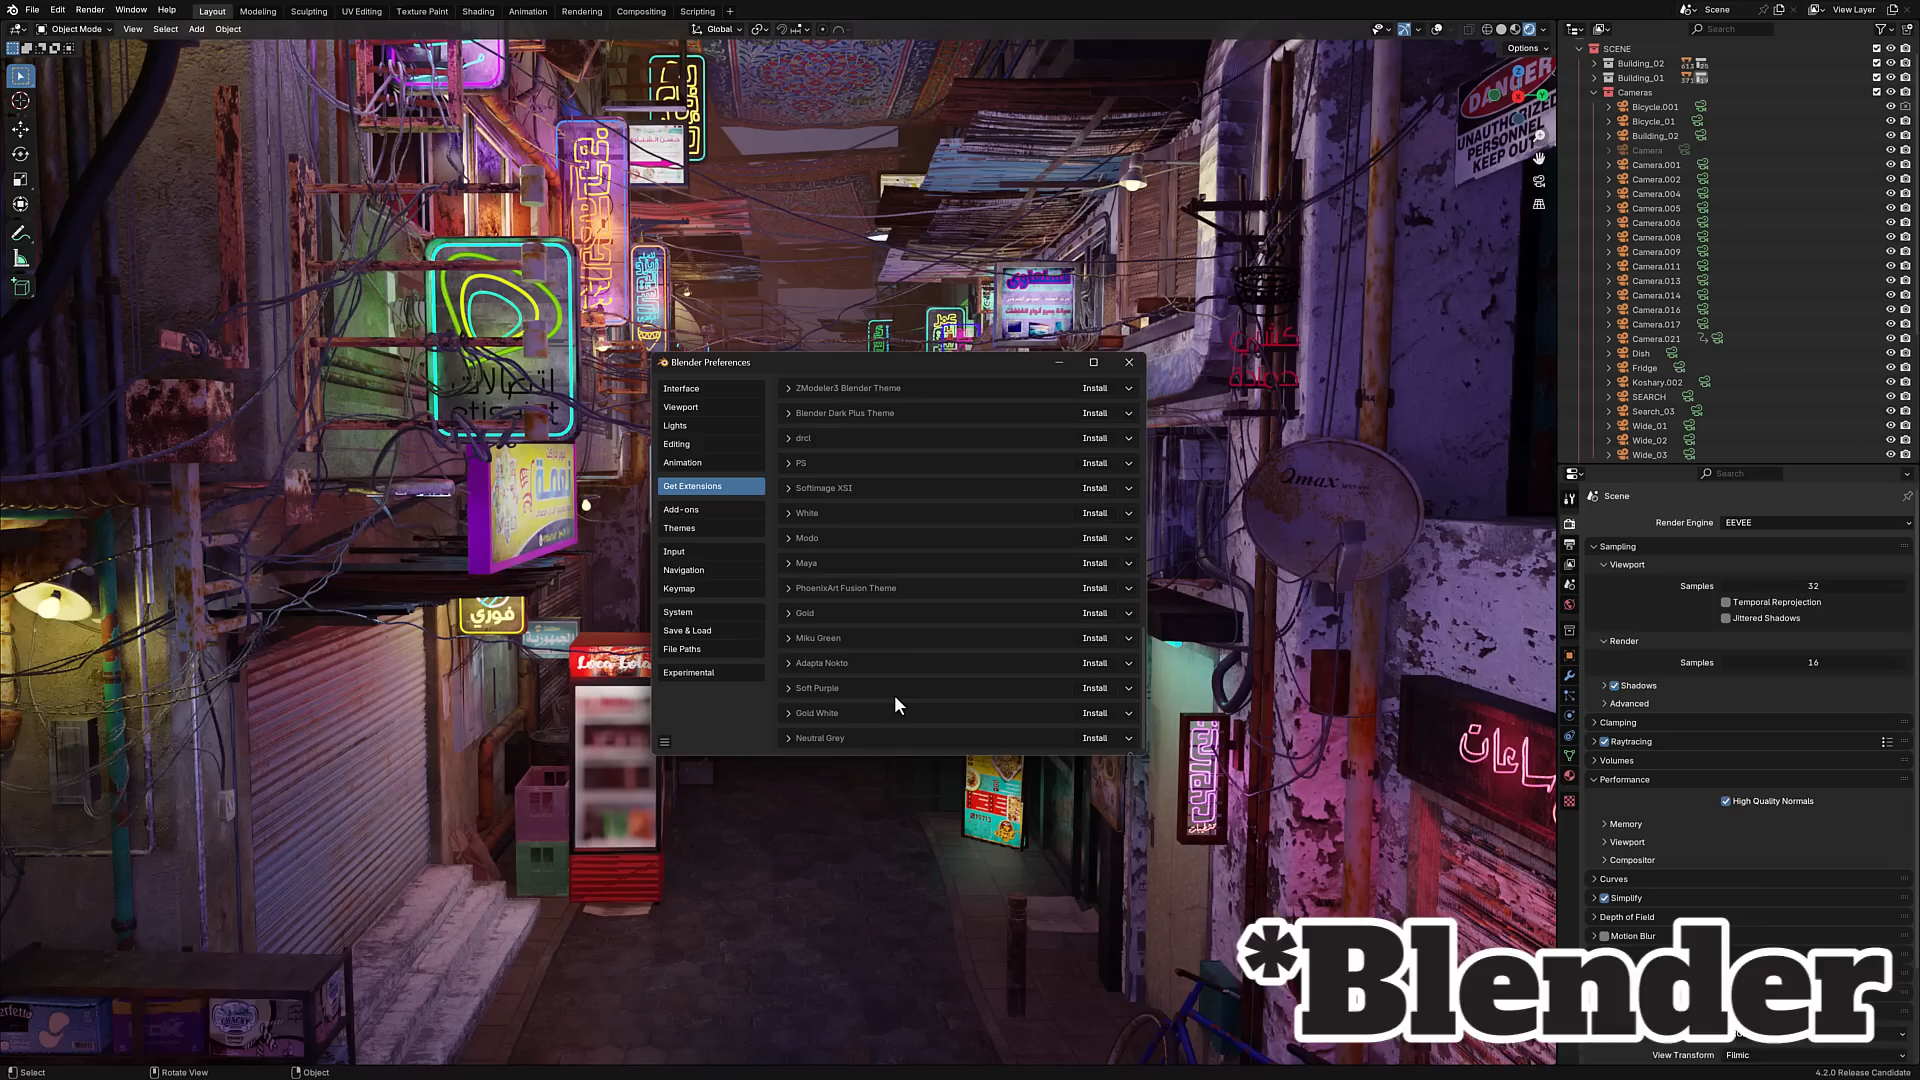 File Edit Render Window Help Layout Modeling Sculpting UV Editing Texture Paint Shading Animation Rendering Compositing Scripting + Scene View Layer
Object Mode View Select Add Object Global Search
Options
SCENE
Building_02
Building_01
Cameras
Bicycle.001
Bicycle_01
Building_02
Camera
Camera.001
Camera.002
Camera.004
Camera.005
Camera.006
Camera.008
Camera.009
Camera.011
Camera.013
Camera.014
Camera.016
Camera.017
Camera.021
Dish
Fridge
Koshary.002
SEARCH
Search_03
Wide_01
Wide_02
Wide_03
DANGER
UNAUTHORIZED
PERSONNEL
KEEP OUT
اتصالات
etisalat
نعمة
فوري
الجمهورية
Loca Lola
Qmax
19713
Blender Preferences
Interface
Viewport
Lights
Editing
Animation
Get Extensions
Add-ons
Themes
Input
Navigation
Keymap
System
Save & Load
File Paths
Experimental
ZModeler3 Blender Theme Install
Blender Dark Plus Theme Install
drcl Install
PS Install
Softimage XSI Install
White Install
Modo Install
Maya Install
PhoenixArt Fusion Theme Install
Gold Install
Miku Green Install
Adapta Nokto Install
Soft Purple Install
Gold White Install
Neutral Grey Install
Search
Scene
Render Engine EEVEE
Sampling
Viewport
Samples 32
Temporal Reprojection
Jittered Shadows
Render
Samples 16
Shadows
Advanced
Clamping
Raytracing
Volumes
Performance
High Quality Normals
Memory
Viewport
Compositor
Curves
Simplify
Depth of Field
Motion Blur
*Blender
View Transform Filmic
Select Rotate View Object 4.2.0 Release Candidate